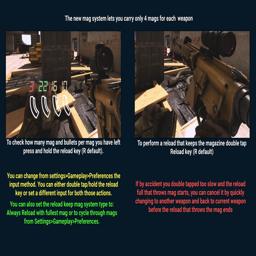 The new mag system lets you carry only 4 mags for each weapon
3 22 16 17
To check how many mag and bullets per mag you have left
press and hold the reload key (R default).
To perform a reload that keeps the magazine double tap
Reload key (R default)
You can change from settings>Gameplay>Preferences the
input method. You can either double tap/hold the reload
key or set a different input for both those actions.
You can also set the reload keep mag system type to:
Always Reload with fullest mag or to cycle through mags
from Settings>Gameplay>Preferences.
If by accident you double tapped too slow and the reload
full that throws mag starts, you can cancel it by quickly
changing to another weapon and back to current weapon
before the reload that throws the mag ends